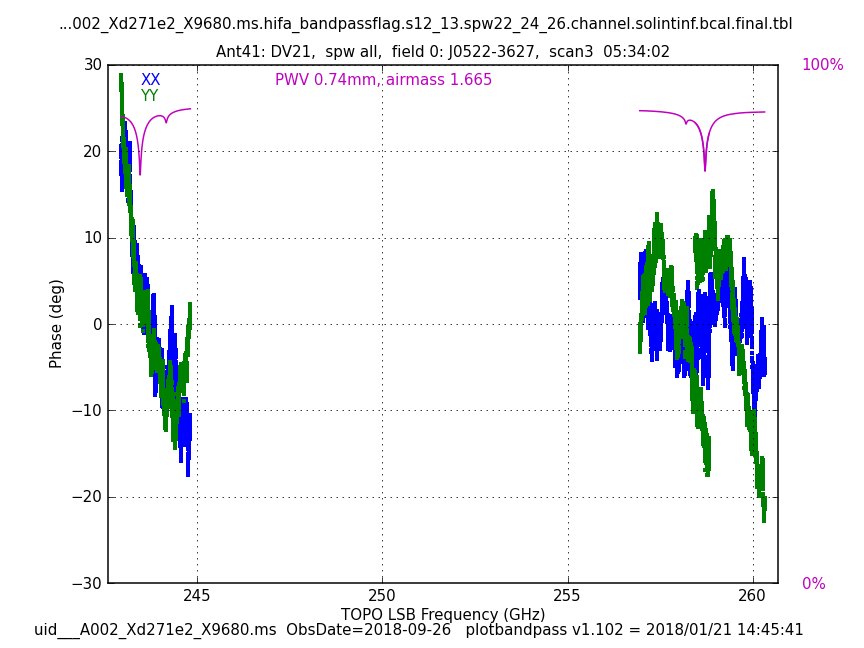 ...002_Xd271e2_X9680.ms.hifa_bandpassflag.s12_13.spw22_24_26.channel.solintinf.bcal.final.tbl
Ant41: DV21,  spw all,  field 0: J0522-3627,  scan3  05:34:02
30 100%
XX PWV 0.74mm, airmass 1.665
YY
20
10
Phase (deg)
0
−10
−20
−30 0%
245 250 255 260
TOPO LSB Frequency (GHz)
uid___A002_Xd271e2_X9680.ms  ObsDate=2018-09-26   plotbandpass v1.102 = 2018/01/21 14:45:41